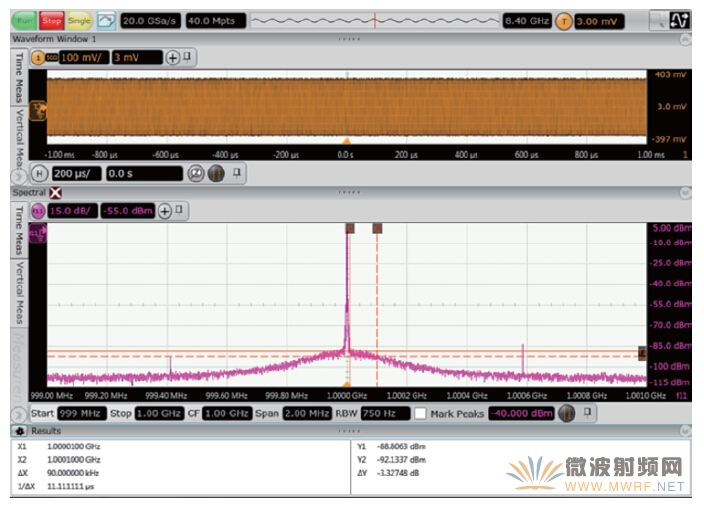 Run Stop Single 20.0 GSa/s 40.0 Mpts 8.40 GHz T 3.00 mV
Waveform Window 1
1 50Ω 100 mV/ 3 mV
Time Meas
Vertical Meas
403 mV
3.0 mV
-397 mV
-1.00 ms -800 µs -600 µs -400 µs -200 µs 0.0 s 200 µs 400 µs 600 µs 800 µs 1.00 ms 1
H 200 µs/ 0.0 s
Spectral
f11 15.0 dB/ -55.0 dBm
Time Meas
Vertical Meas
5.00 dBm
-10.0 dBm
-25.0 dBm
-40.0 dBm
-55.0 dBm
-70.0 dBm
-85.0 dBm
-100 dBm
-115 dBm
999.00 MHz 999.20 MHz 999.40 MHz 999.60 MHz 999.80 MHz 1.0000 GHz 1.0002 GHz 1.0004 GHz 1.0006 GHz 1.0008 GHz 1.0010 GHz f11
Start 999 MHz Stop 1.00 GHz CF 1.00 GHz Span 2.00 MHz RBW 750 Hz Mark Peaks -40.000 dBm
Results
X1 1.0000100 GHz Y1 -88.8063 dBm
X2 1.0001000 GHz Y2 -92.1337 dBm
ΔX 90.000000 kHz ΔY -3.32748 dB
1/ΔX 11.111111 µs
微波射频网
WWW.MWRF.NET